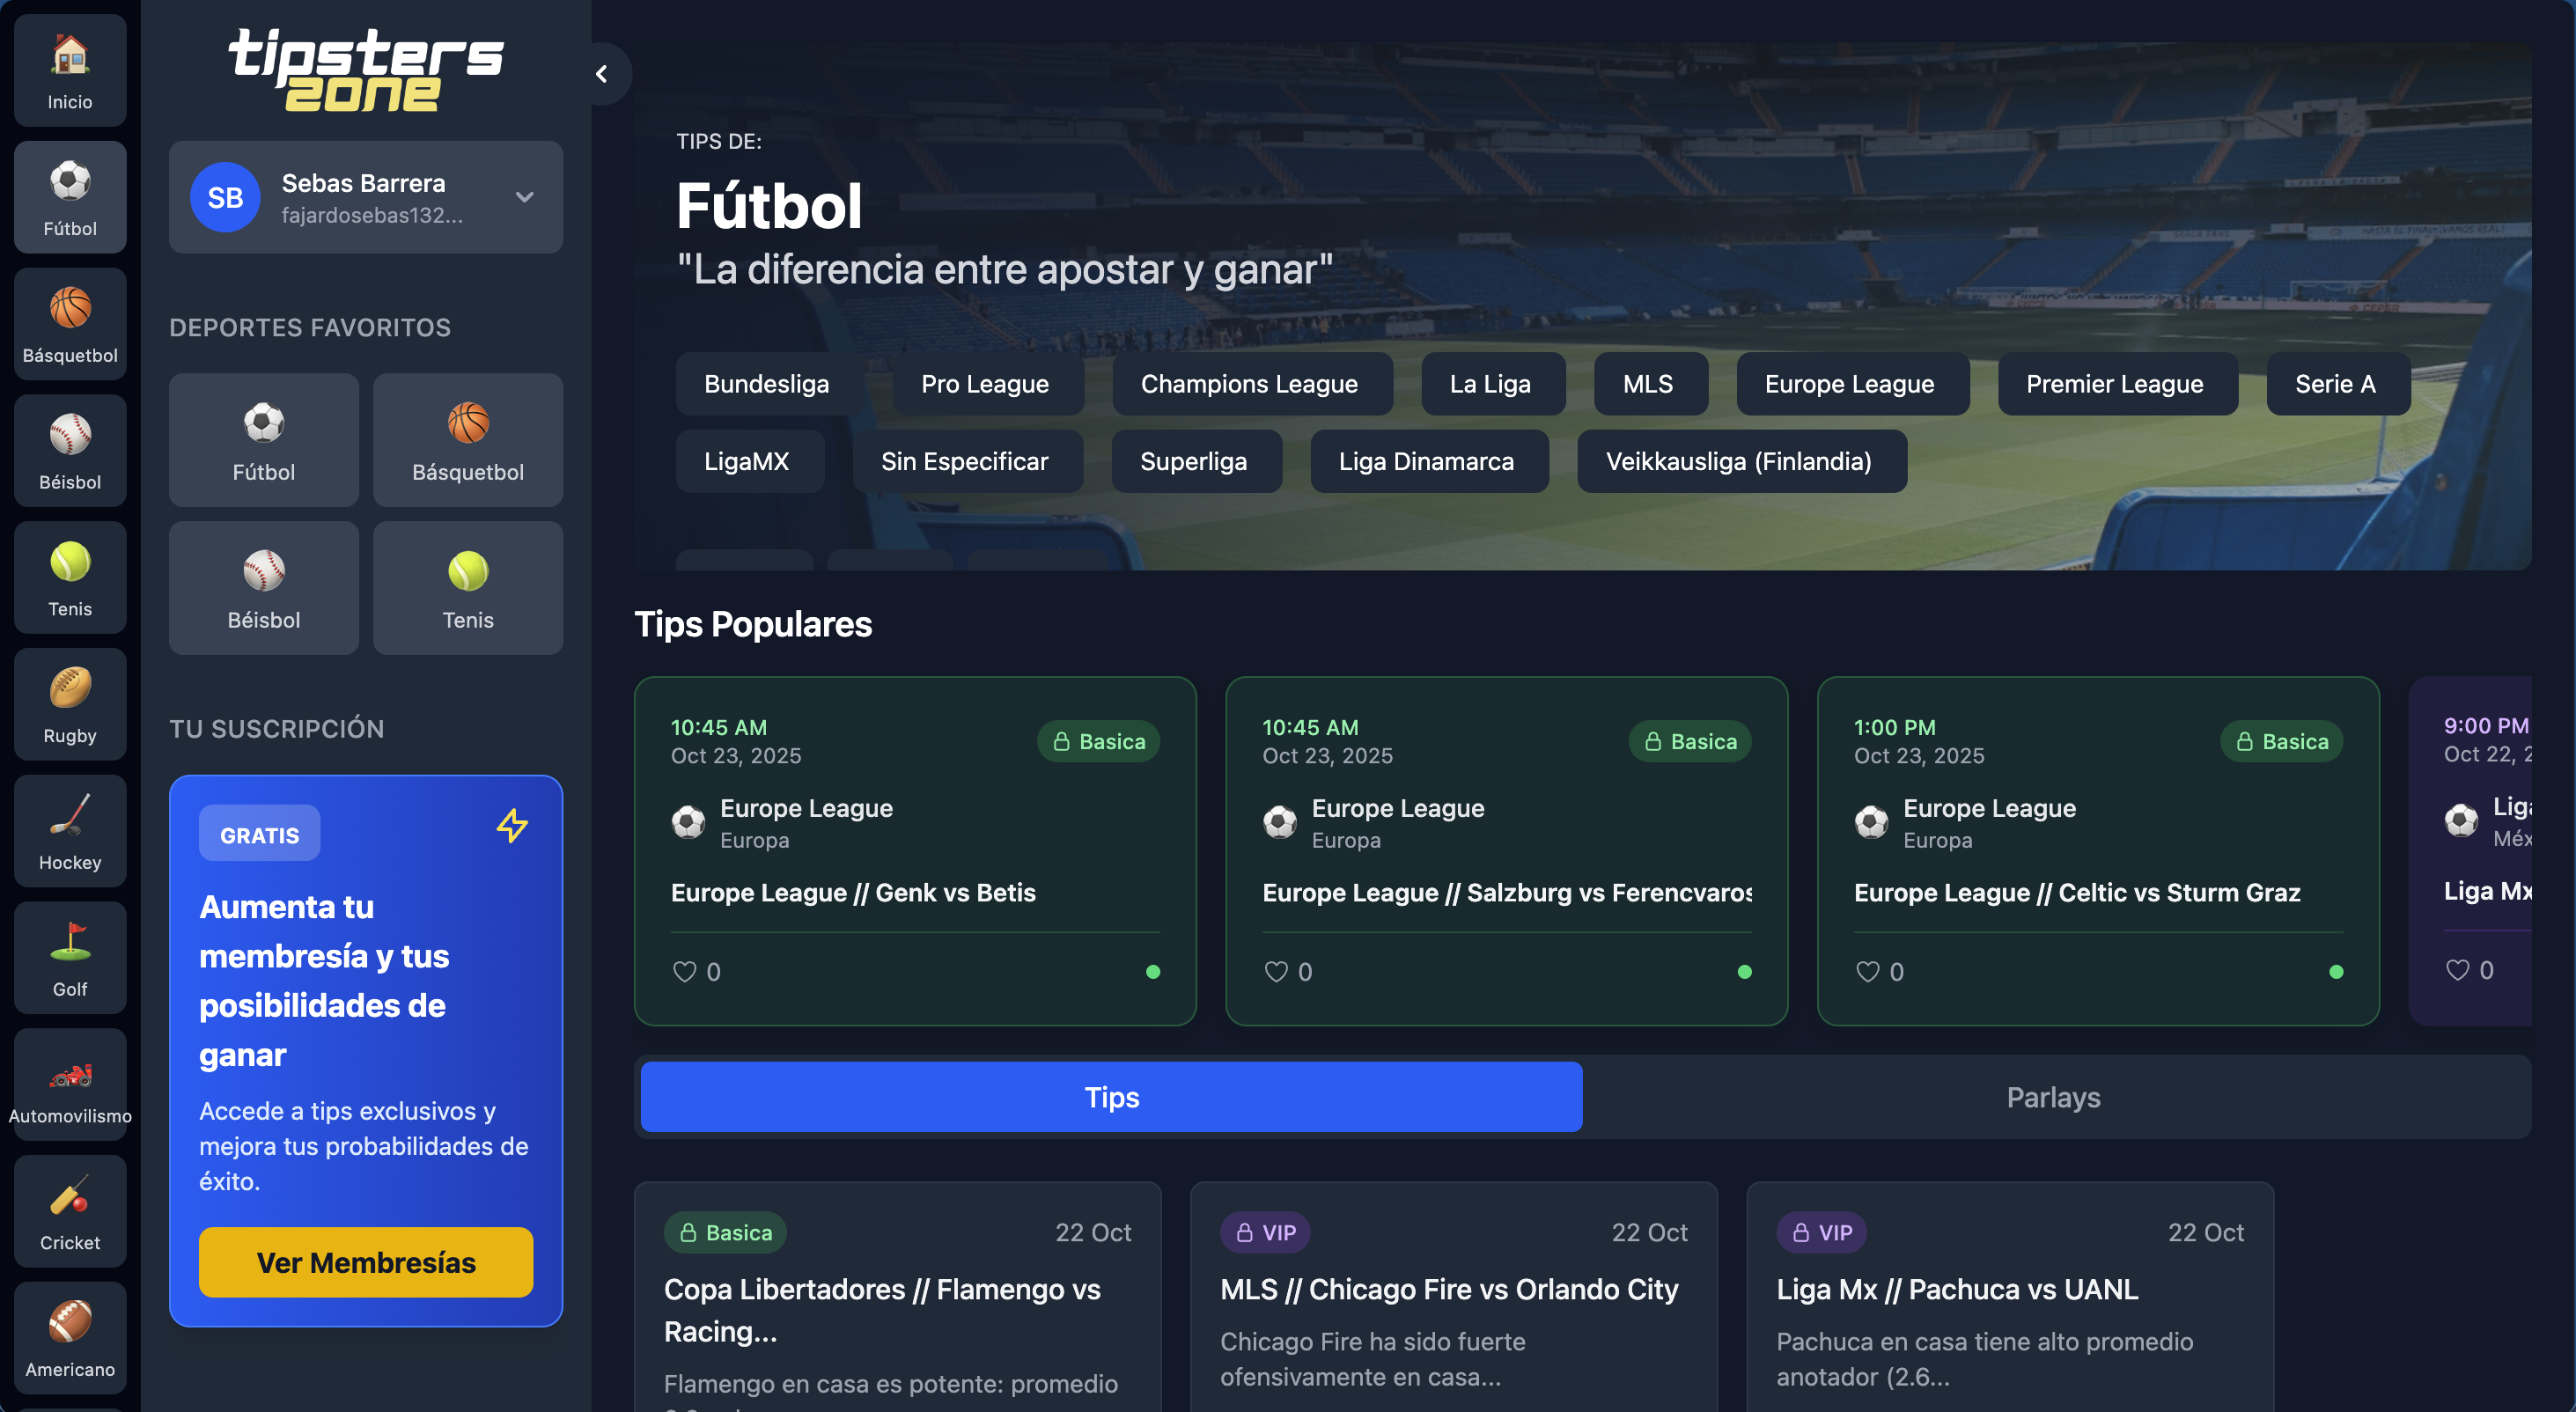 Inicio
Fútbol
Básquetbol
Béisbol
Tenis
Rugby
Hockey
Golf
Automovilismo
Cricket
Americano
tipsters
zone
SB
Sebas Barrera
fajardosebas132...
DEPORTES FAVORITOS
Fútbol
Básquetbol
Béisbol
Tenis
TU SUSCRIPCIÓN
GRATIS
Aumenta tu
membresía y tus
posibilidades de
ganar
Accede a tips exclusivos y
mejora tus probabilidades de
éxito.
Ver Membresías
TIPS DE:
Fútbol
"La diferencia entre apostar y ganar"
Bundesliga Pro League Champions League La Liga MLS Europe League Premier League Serie A
LigaMX Sin Especificar Superliga Liga Dinamarca Veikkausliga (Finlandia)
Tips Populares
10:45 AM
Oct 23, 2025
Basica
Europe League
Europa
Europe League // Genk vs Betis
0
10:45 AM
Oct 23, 2025
Basica
Europe League
Europa
Europe League // Salzburg vs Ferencvaros
0
1:00 PM
Oct 23, 2025
Basica
Europe League
Europa
Europe League // Celtic vs Sturm Graz
0
9:00 PM
Oct 22, 2
Liga
Méx
Liga Mx
0
Tips
Parlays
Basica
22 Oct
Copa Libertadores // Flamengo vs
Racing...
Flamengo en casa es potente: promedio
VIP
22 Oct
MLS // Chicago Fire vs Orlando City
Chicago Fire ha sido fuerte
ofensivamente en casa...
VIP
22 Oct
Liga Mx // Pachuca vs UANL
Pachuca en casa tiene alto promedio
anotador (2.6...